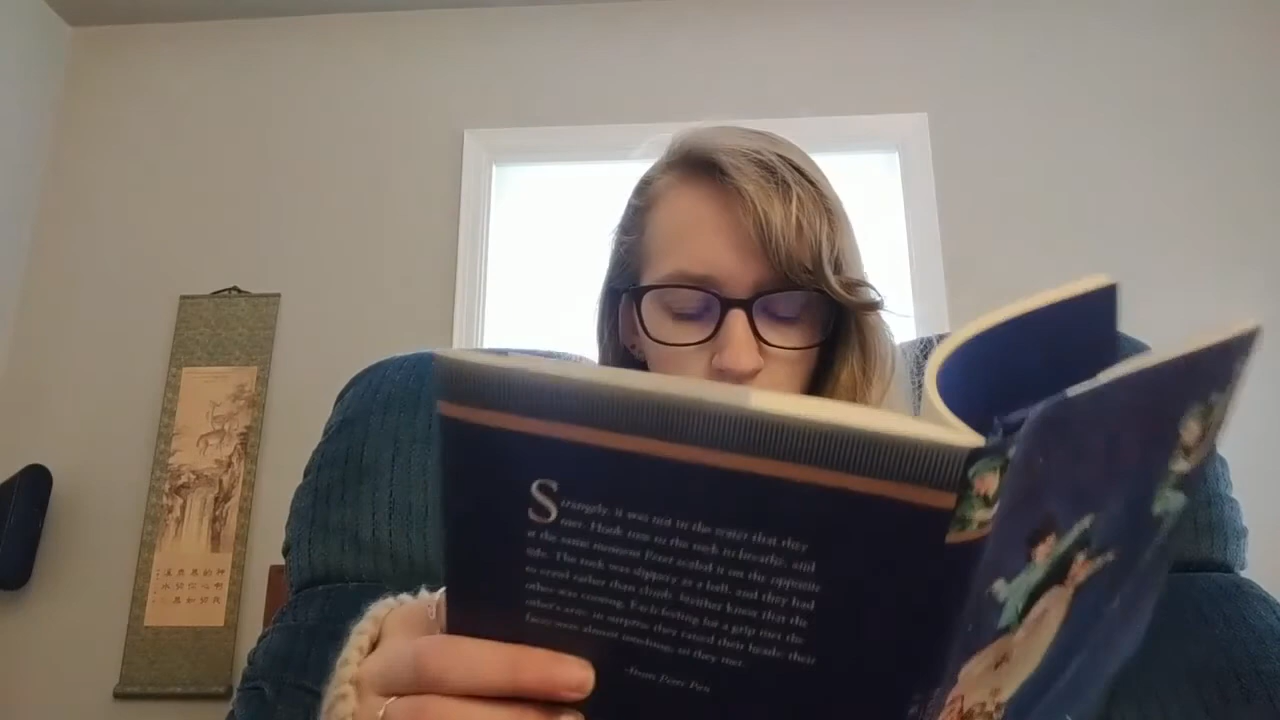 Strangely, it was not in the water that they
met. Hook rose to the rock to breathe, and
at the same moment Peter scaled it on the opposite
side. The rock was slippery as a ball, and they had
to crawl rather than climb. Neither knew that the
other was coming. Each feeling for a grip met the
other's arm: in surprise they raised their heads; their
faces were almost touching; so they met.
-from Peter Pan